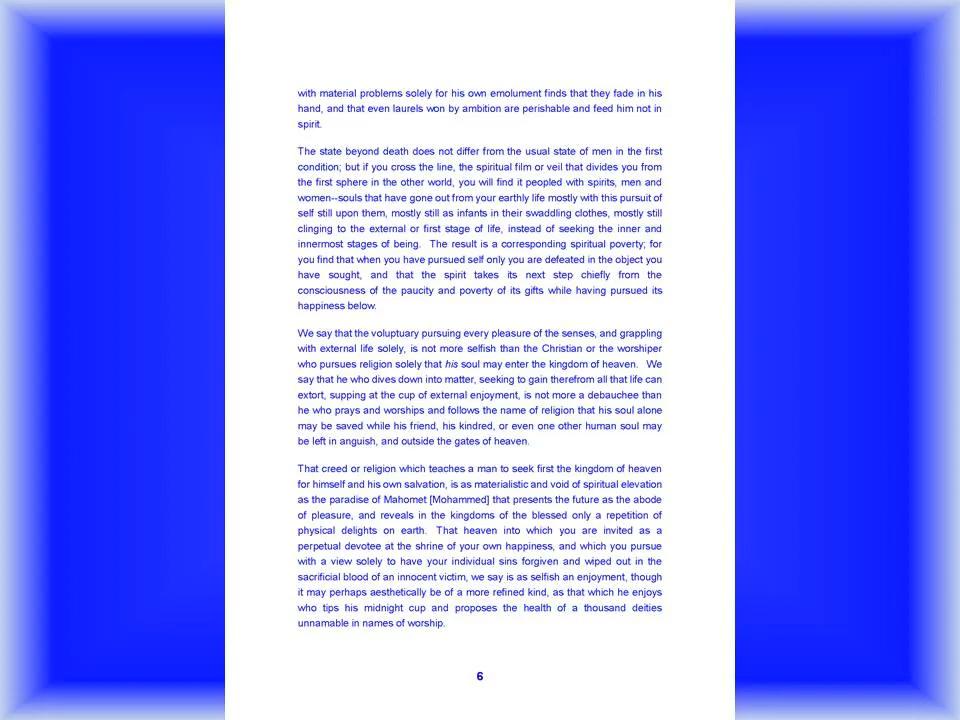 with material problems solely for his own emolument finds that they fade in his
hand, and that even laurels won by ambition are perishable and feed him not in
spirit.
The state beyond death does not differ from the usual state of men in the first
condition; but if you cross the line, the spiritual film or veil that divides you from
the first sphere in the other world, you will find it peopled with spirits, men and
women--souls that have gone out from your earthly life mostly with this pursuit of
self still upon them, mostly still as infants in their swaddling clothes, mostly still
clinging to the external or first stage of life, instead of seeking the inner and
innermost stages of being. The result is a corresponding spiritual poverty; for
you find that when you have pursued self only you are defeated in the object you
have sought, and that the spirit takes its next step chiefly from the
consciousness of the paucity and poverty of its gifts while having pursued its
happiness below.
We say that the voluptuary pursuing every pleasure of the senses, and grappling
with external life solely, is not more selfish than the Christian or the worshiper
who pursues religion solely that his soul may enter the kingdom of heaven. We
say that he who dives down into matter, seeking to gain therefrom all that life can
extort, supping at the cup of external enjoyment, is not more a debauchee than
he who prays and worships and follows the name of religion that his soul alone
may be saved while his friend, his kindred, or even one other human soul may
be left in anguish, and outside the gates of heaven.
That creed or religion which teaches a man to seek first the kingdom of heaven
for himself and his own salvation, is as materialistic and void of spiritual elevation
as the paradise of Mahomet [Mohammed] that presents the future as the abode
of pleasure, and reveals in the kingdoms of the blessed only a repetition of
physical delights on earth. That heaven into which you are invited as a
perpetual devotee at the shrine of your own happiness, and which you pursue
with a view solely to have your individual sins forgiven and wiped out in the
sacrificial blood of an innocent victim, we say is as selfish an enjoyment, though
it may perhaps aesthetically be of a more refined kind, as that which he enjoys
who tips his midnight cup and proposes the health of a thousand deities
unnamable in names of worship.
6